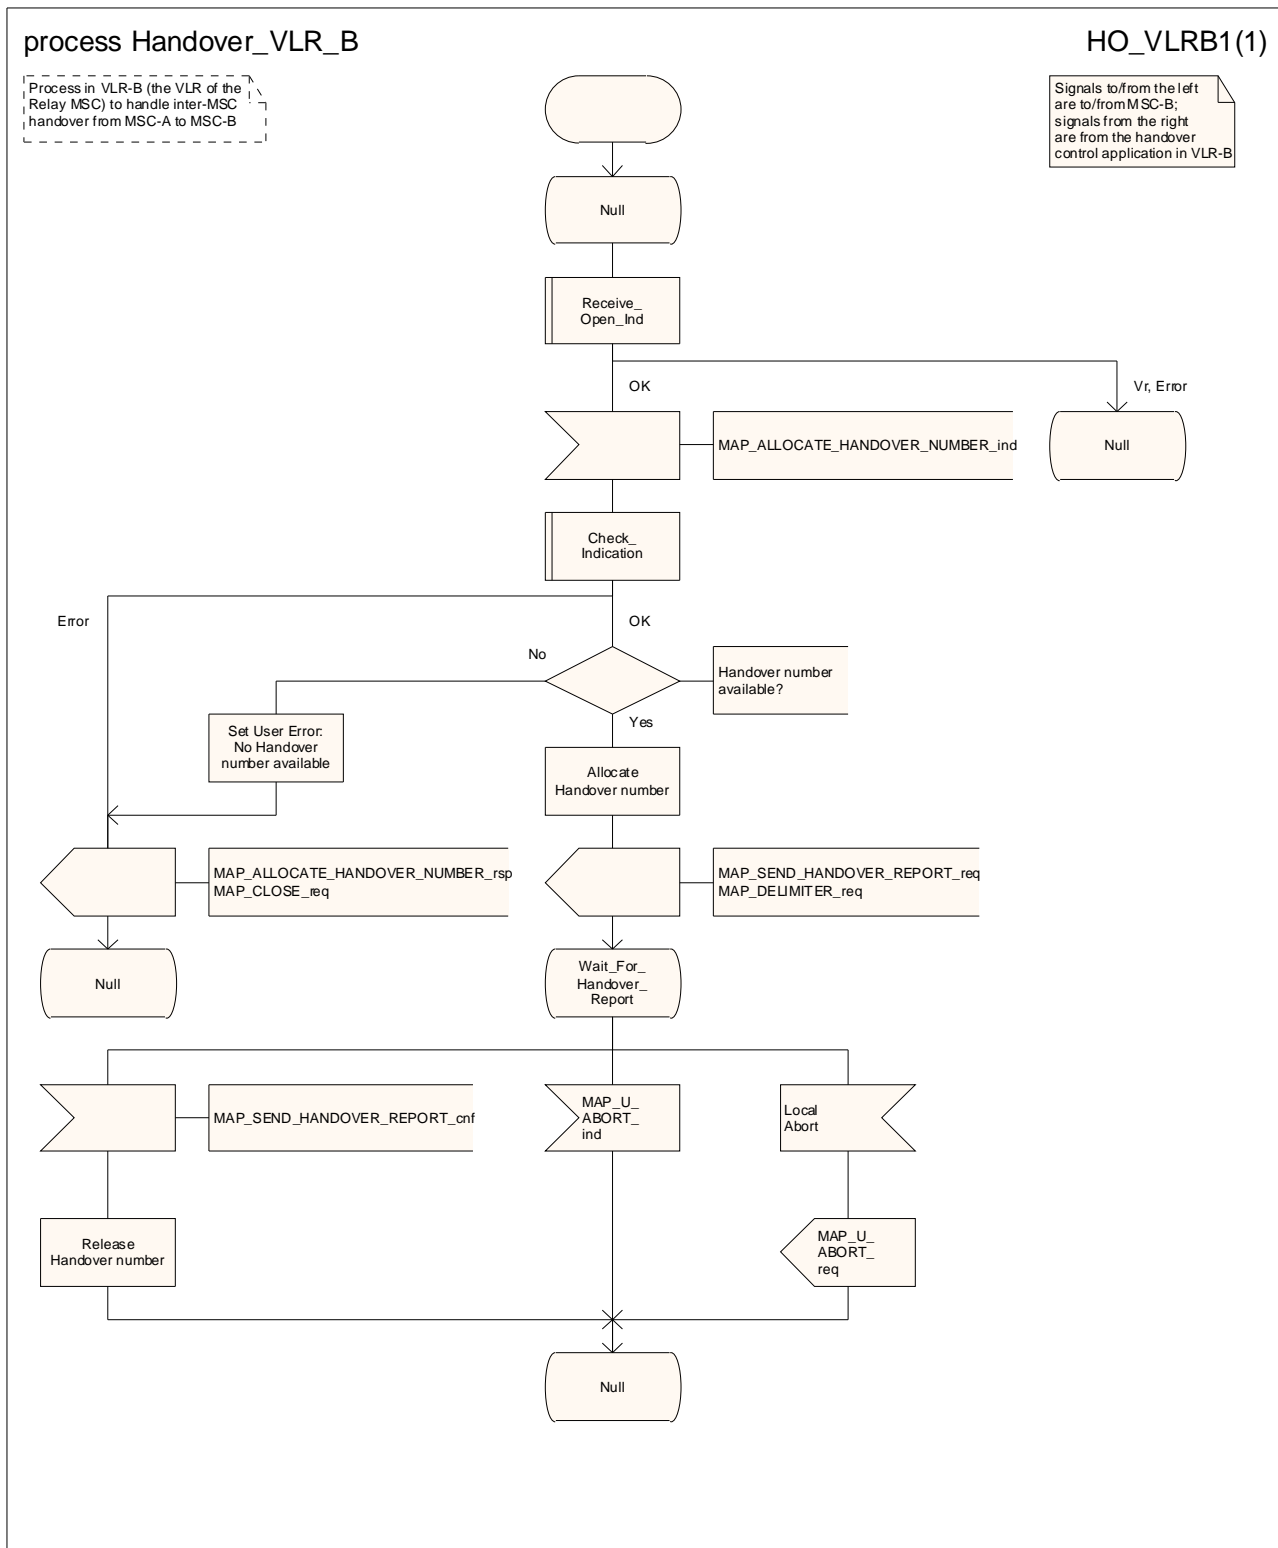 process Handover_VLR_B
HO_VLRB1(1)
Process in VLR-B (the VLR of the
Relay MSC) to handle inter-MSC
handover from MSC-A to MSC-B
Signals to/from the left
are to/from MSC-B;
signals from the right
are from the handover
control application in VLR-B
Null
Receive_
Open_Ind
OK
Vr, Error
MAP_ALLOCATE_HANDOVER_NUMBER_ind
Null
Check_
Indication
Error
OK
No
Handover number
available?
Yes
Set User Error:
No Handover
number available
Allocate
Handover number
MAP_ALLOCATE_HANDOVER_NUMBER_rsp
MAP_CLOSE_req
MAP_SEND_HANDOVER_REPORT_req
MAP_DELIMITER_req
Null
Wait_For_
Handover_
Report
MAP_SEND_HANDOVER_REPORT_cnf
MAP_U_
ABORT_
ind
Local
Abort
Release
Handover number
MAP_U_
ABORT_
req
Null